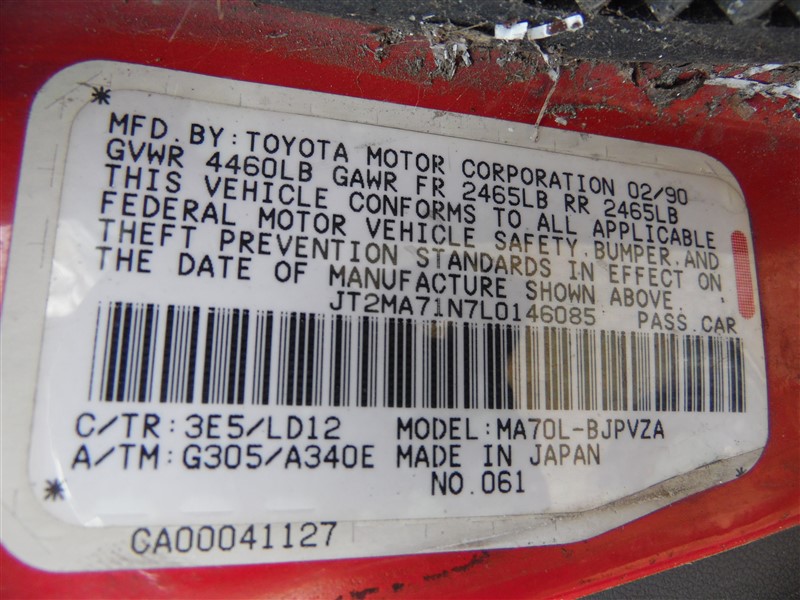 MFD. BY: TOYOTA MOTOR CORPORATION 02/90
GVWR 4460LB GAWR FR 2465LB RR 2465LB
THIS VEHICLE CONFORMS TO ALL APPLICABLE
FEDERAL MOTOR VEHICLE SAFETY, BUMPER, AND
THEFT PREVENTION STANDARDS IN EFFECT ON
THE DATE OF MANUFACTURE SHOWN ABOVE.
JT2MA71N7L0146085 PASS. CAR
C/TR: 3E5/LD12 MODEL: MA70L-BJPVZA
A/TM: G305/A340E MADE IN JAPAN
NO. 061
CA00041127